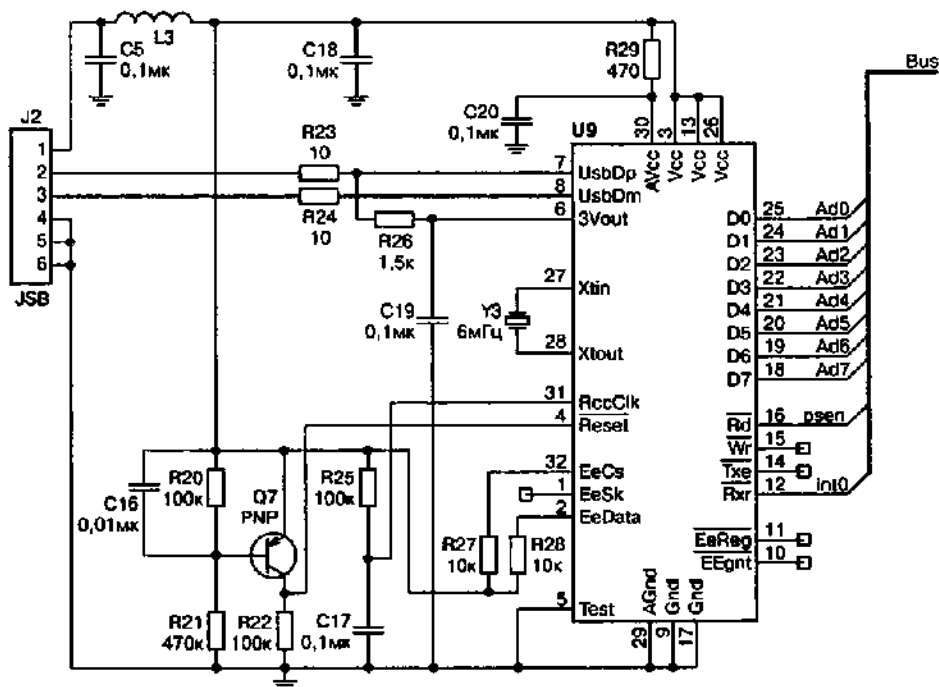 L3
C5
0,1мк
C18
0,1мк
R29
470
Bus
C20
0,1мк
J2
1
2
3
4
5
6
JSB
R23
10
R24
10
R26
1,5к
C19
0,1мк
Y3
6мГц
U9
30
3
13
26
AVcc
Vcc
Vcc
Vcc
7
UsbDp
8
UsbDm
6
3Vout
27
Xtin
28
Xtout
31
RccClk
4
Reset
32
EeCs
1
EeSk
2
EeData
5
Test
D0
25
Ad0
D1
24
Ad1
D2
23
Ad2
D3
22
Ad3
D4
21
Ad4
D5
20
Ad5
D6
19
Ad6
D7
18
Ad7
Rd
16
psen
Wr
15
Txe
14
Rxr
12
int0
EeReg
11
EEgnt
10
AGnd
Gnd
Gnd
29
9
17
C16
0,01мк
R20
100к
Q7
PNP
R25
100к
R27
10к
R28
10к
R21
470к
R22
100к
C17
0,1мк